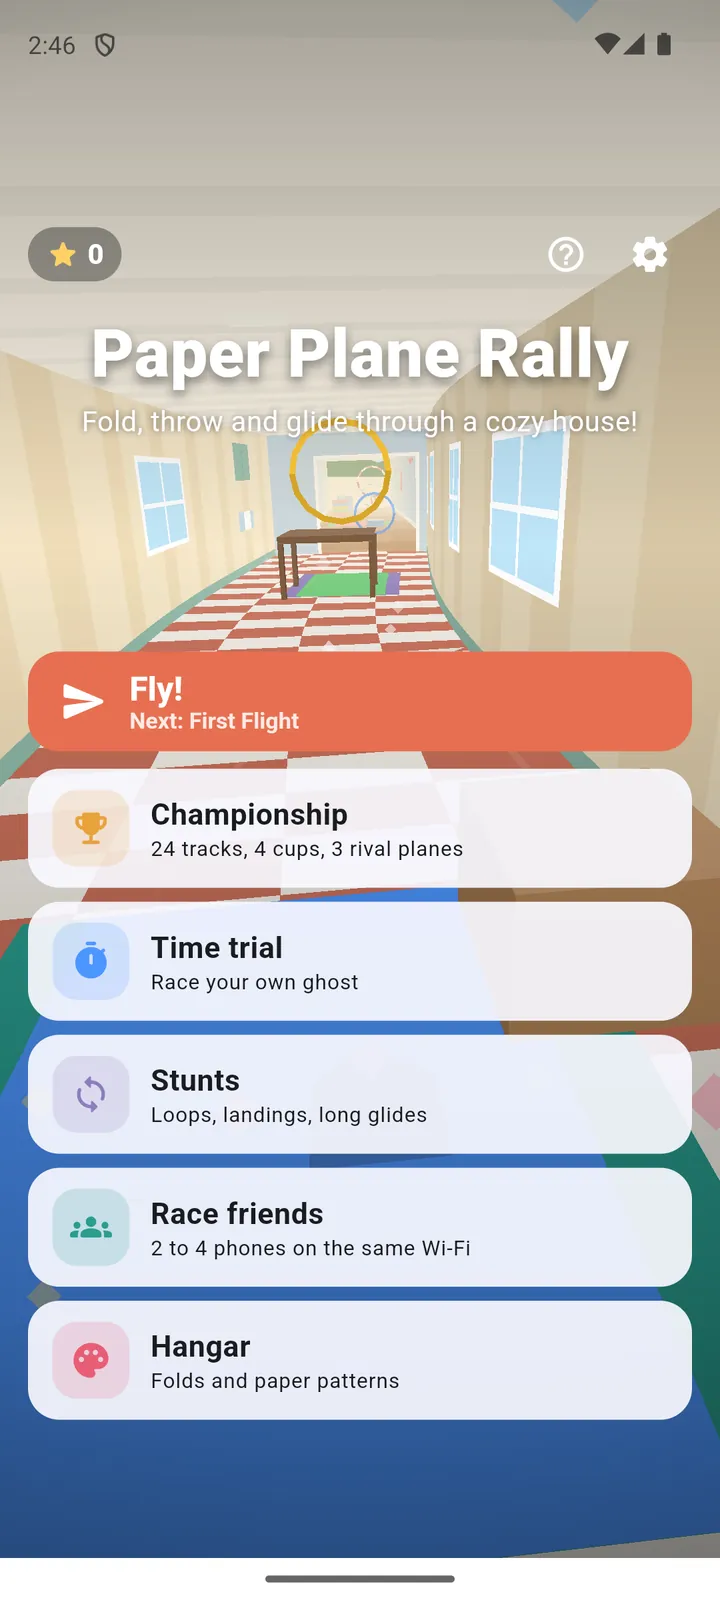 2:46
0
Paper Plane Rally
Fold, throw and glide through a cozy house!
Fly!
Next: First Flight
Championship
24 tracks, 4 cups, 3 rival planes
Time trial
Race your own ghost
Stunts
Loops, landings, long glides
Race friends
2 to 4 phones on the same Wi-Fi
Hangar
Folds and paper patterns